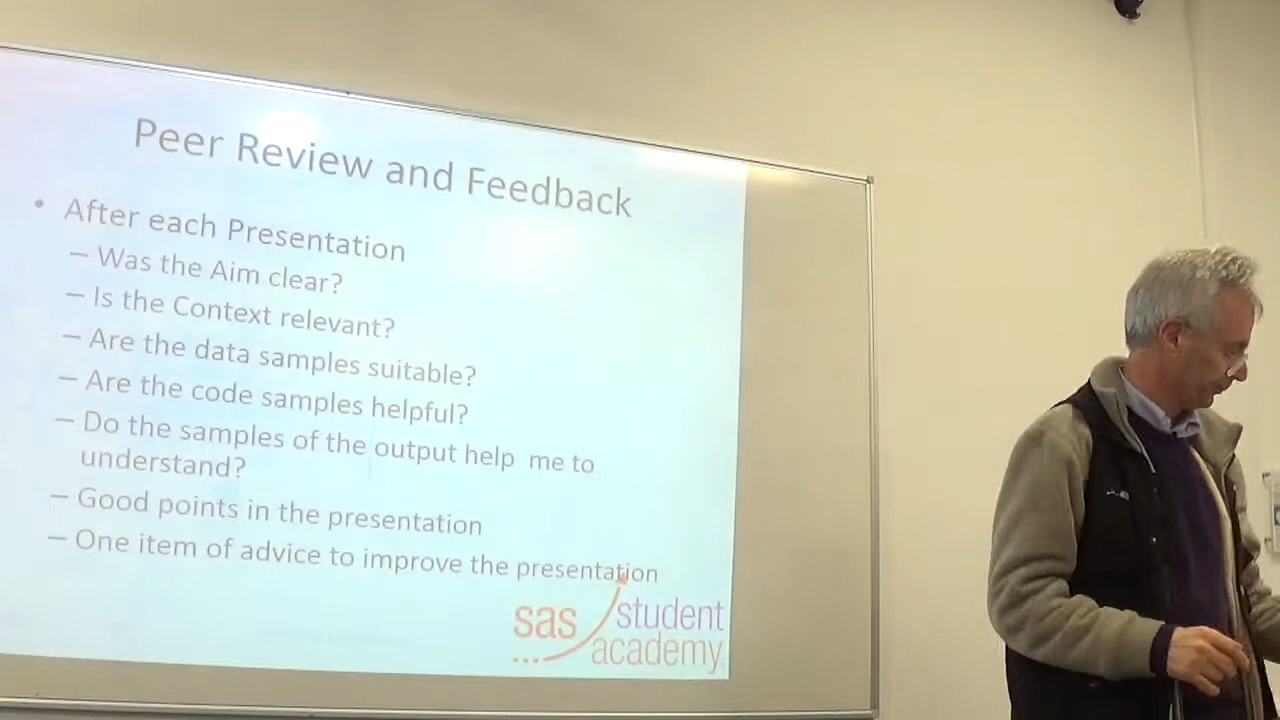 Peer Review and Feedback
• After each Presentation
– Was the Aim clear?
– Is the Context relevant?
– Are the data samples suitable?
– Are the code samples helpful?
– Do the samples of the output help me to
understand?
– Good points in the presentation
– One item of advice to improve the presentation
sas student
academy